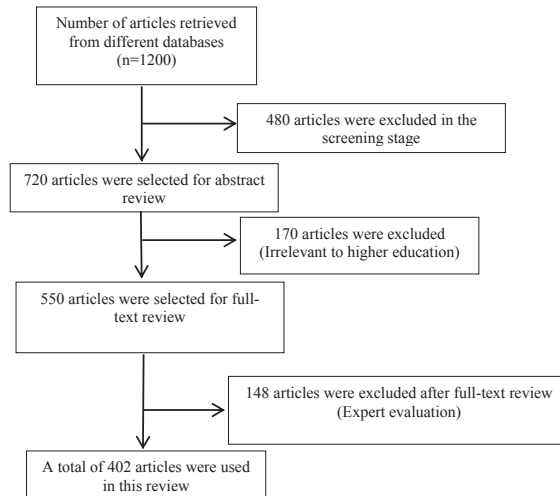 Number of articles retrieved
from different databases
(n=1200)
480 articles were excluded in the
screening stage
720 articles were selected for abstract
review
170 articles were excluded
(Irrelevant to higher education)
550 articles were selected for full-
text review
148 articles were excluded after full-text review
(Expert evaluation)
A total of 402 articles were used
in this review